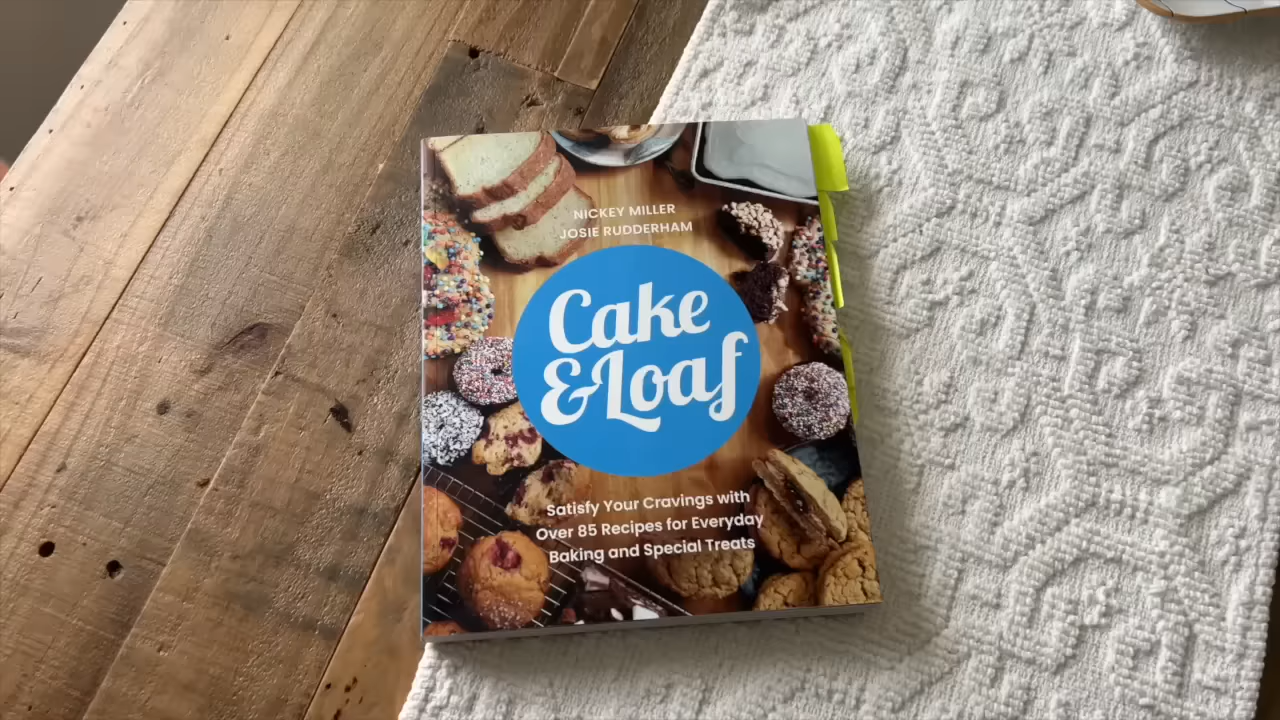 NICKEY MILLER
JOSIE RUDDERHAM
Cake
& Loaf
Satisfy Your Cravings with
Over 85 Recipes for Everyday
Baking and Special Treats